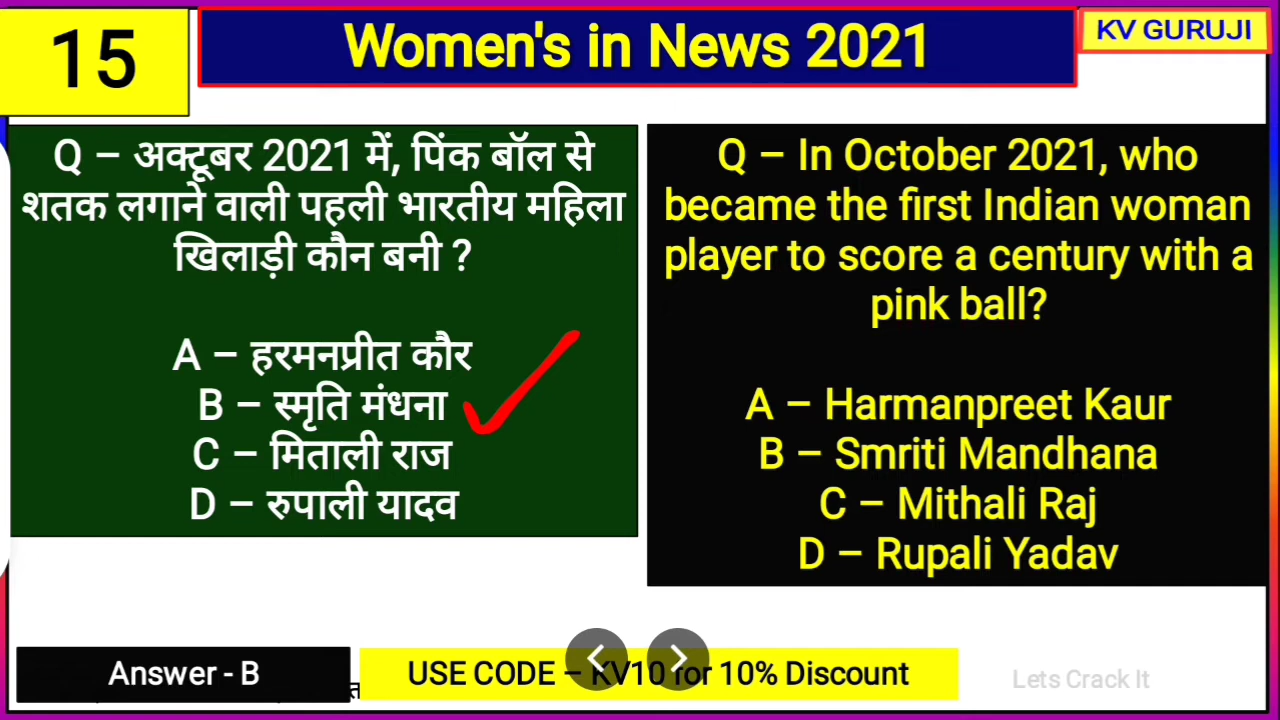 15
Women's in News 2021
KV GURUJI
Q – अक्टूबर 2021 में, पिंक बॉल से
शतक लगाने वाली पहली भारतीय महिला
खिलाड़ी कौन बनी ?
A – हरमनप्रीत कौर
B – स्मृति मंधना
C – मिताली राज
D – रुपाली यादव
Q – In October 2021, who
became the first Indian woman
player to score a century with a
pink ball?
A – Harmanpreet Kaur
B – Smriti Mandhana
C – Mithali Raj
D – Rupali Yadav
Answer - B
USE CODE – KV10 for 10% Discount
Lets Crack It